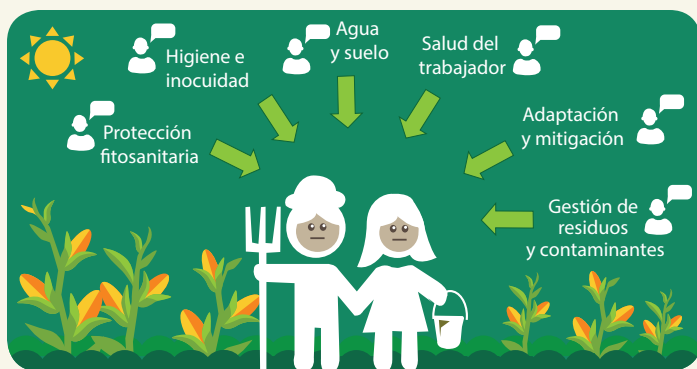 Protección
fitosanitaria
Higiene e
inocuidad
Agua
y suelo
Salud del
trabajador
Adaptación
y mitigación
Gestión de
residuos
y contaminantes